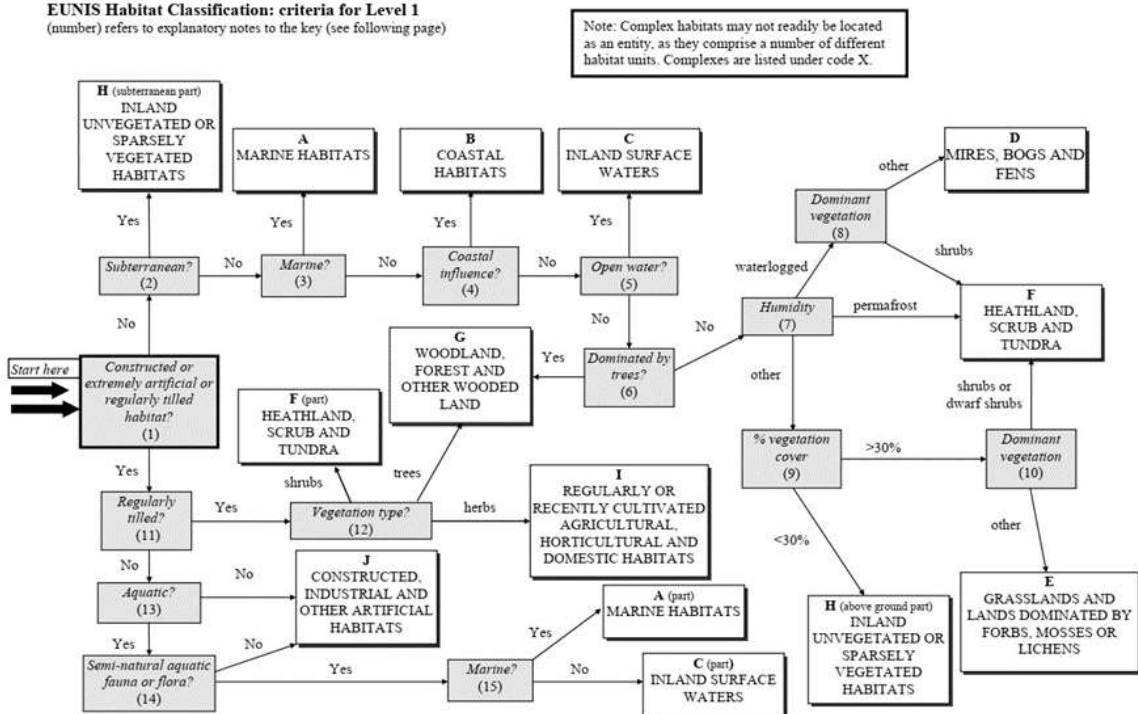 EUNIS Habitat Classification: criteria for Level 1
(number) refers to explanatory notes to the key (see following page)
Note: Complex habitats may not readily be located
as an entity, as they comprise a number of different
habitat units. Complexes are listed under code X.
H (subterranean part)
INLAND
UNVEGETATED OR
SPARSELY
VEGETATED
HABITATS
A
MARINE HABITATS
B
COASTAL
HABITATS
C
INLAND SURFACE
WATERS
D
MIRES, BOGS AND
FENS
other
Dominant
vegetation
(8)
Yes
Yes
Yes
Yes
Subterranean?
(2)
No
Marine?
(3)
No
Coastal
influence?
(4)
No
Open water?
(5)
waterlogged
shrubs
Humidity
(7)
permafrost
F
HEATHLAND,
SCRUB AND
TUNDRA
No
No
No
Start here
Constructed or
extremely artificial or
regularly tilled
habitat?
(1)
G
WOODLAND,
FOREST AND
OTHER WOODED
LAND
Yes
Dominated by
trees?
(6)
other
shrubs or
dwarf shrubs
F (part)
HEATHLAND,
SCRUB AND
TUNDRA
% vegetation
cover
(9)
>30%
Dominant
vegetation
(10)
Yes
shrubs
trees
Regularly
tilled?
(11)
Yes
Vegetation type?
(12)
herbs
I
REGULARLY OR
RECENTLY CULTIVATED
AGRICULTURAL,
HORTICULTURAL AND
DOMESTIC HABITATS
<30%
other
No
No
Aquatic?
(13)
J
CONSTRUCTED,
INDUSTRIAL AND
OTHER ARTIFICIAL
HABITATS
A (part)
MARINE HABITATS
H (above ground part)
INLAND
UNVEGETATED OR
SPARSELY
VEGETATED
HABITATS
E
GRASSLANDS AND
LANDS DOMINATED BY
FORBS, MOSSES OR
LICHENS
Yes
No
Yes
Semi-natural aquatic
fauna or flora?
(14)
Yes
Marine?
(15)
No
C (part)
INLAND SURFACE
WATERS